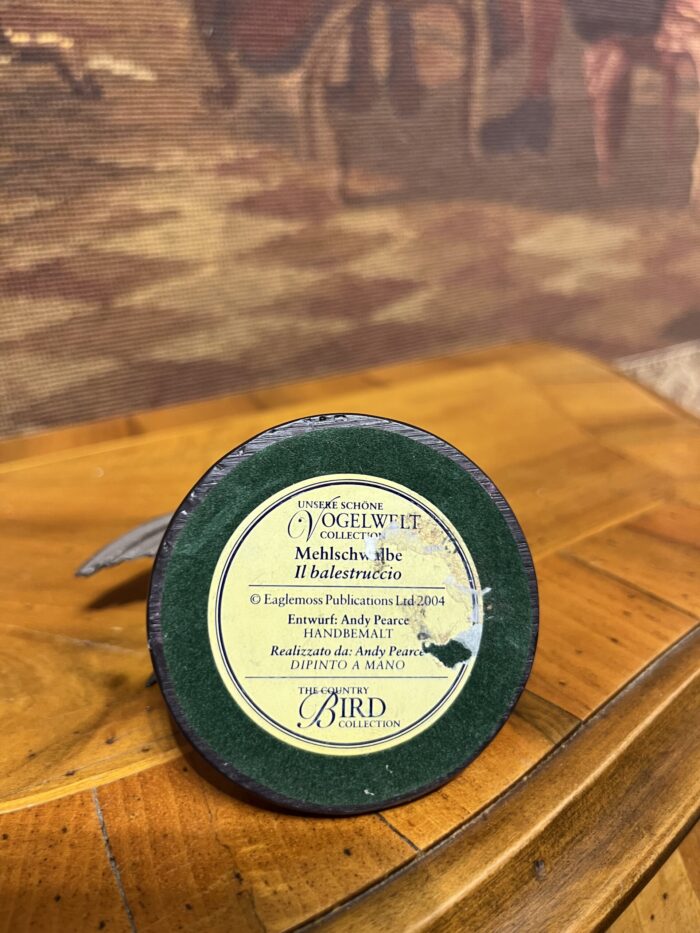 UNSERE SCHÖNE
VOGELWELT
COLLECTION
Mehlschwalbe
Il balestruccio
© Eaglemoss Publications Ltd 2004
Entwurf: Andy Pearce
HANDBEMALT
Realizzato da: Andy Pearce
DIPINTO A MANO
THE COUNTRY
BIRD
COLLECTION